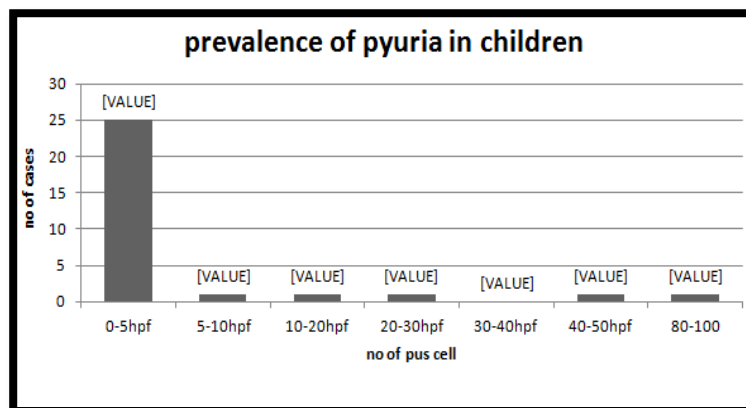 prevalence of pyuria in children
30
25
20
15
10
5
0
no of cases
[VALUE]
[VALUE]
[VALUE]
[VALUE]
[VALUE]
[VALUE]
[VALUE]
0-5hpf
5-10hpf
10-20hpf
20-30hpf
30-40hpf
40-50hpf
80-100
no of pus cell